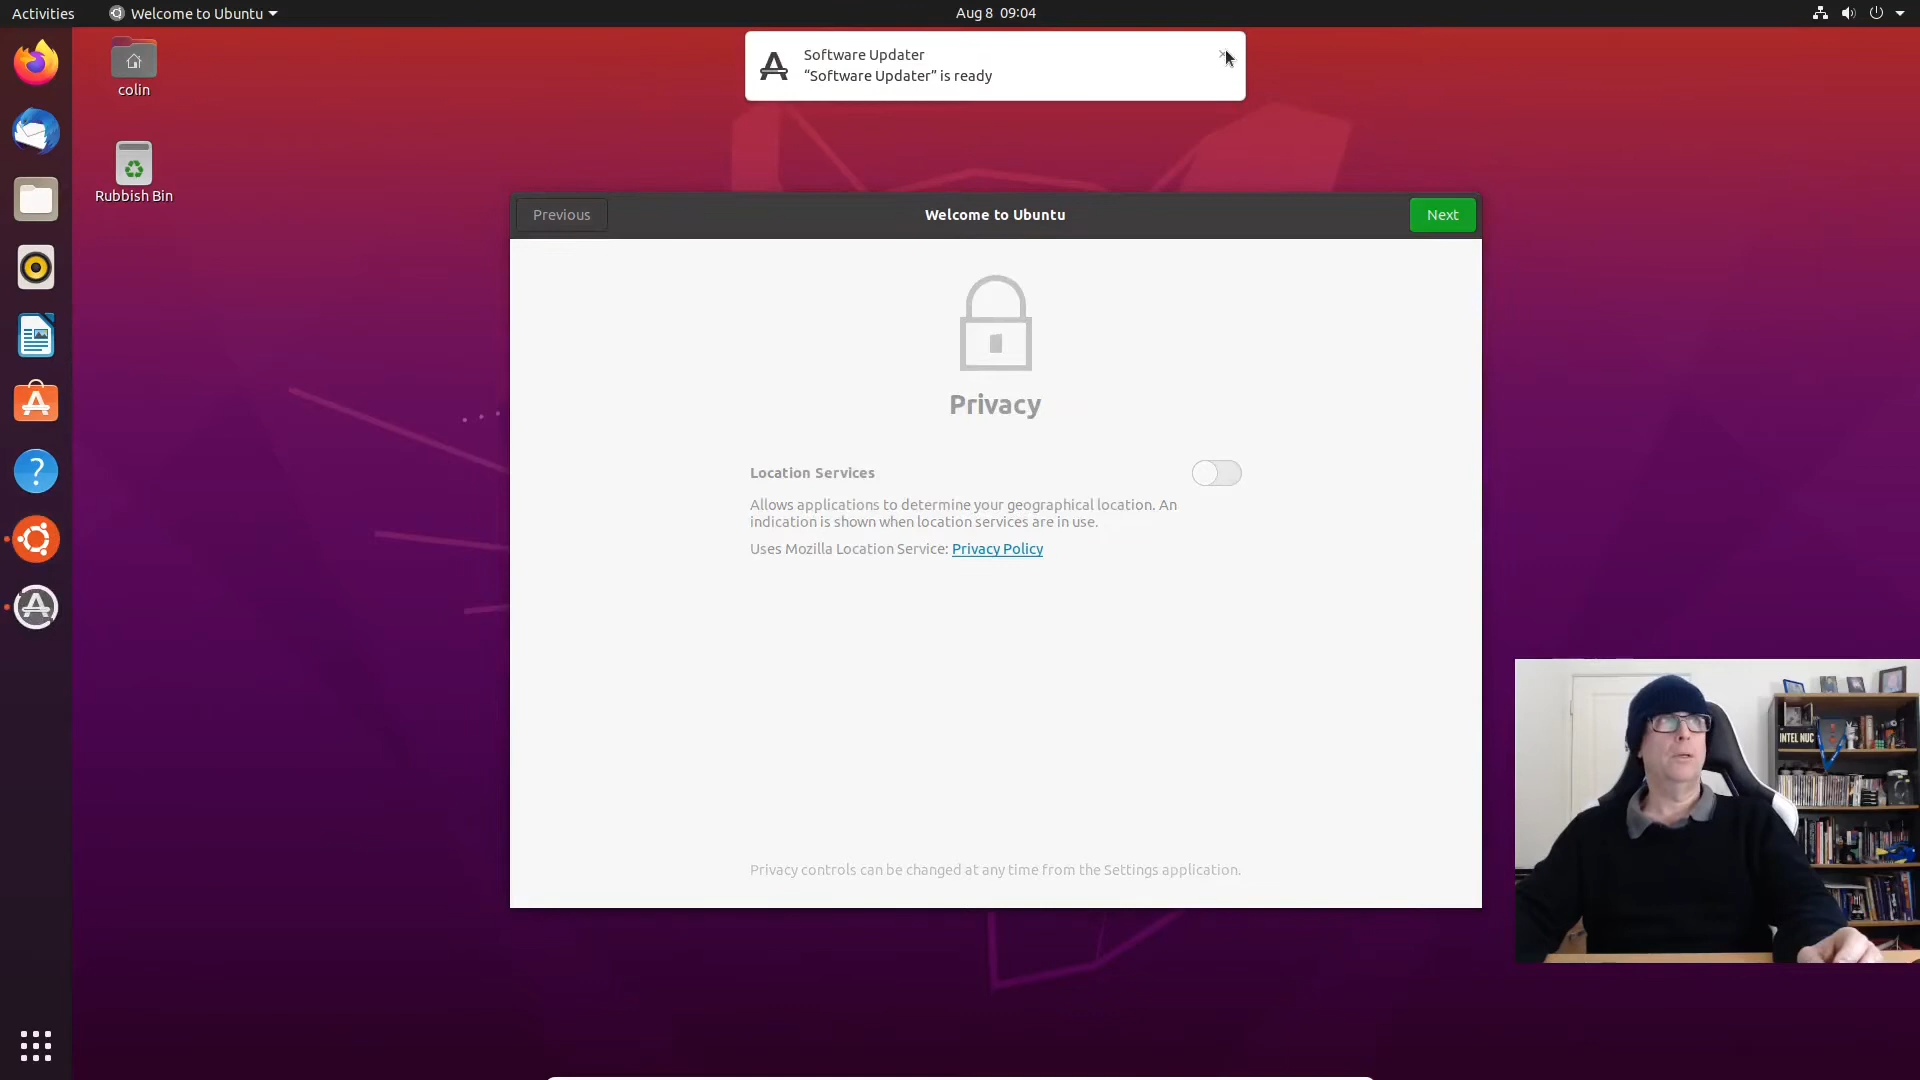 Activities
Welcome to Ubuntu
Aug 8 09:04
Software Updater
“Software Updater” is ready
colin
Rubbish Bin
Previous
Welcome to Ubuntu
Next
Privacy
Location Services
Allows applications to determine your geographical location. An
indication is shown when location services are in use.
Uses Mozilla Location Service: Privacy Policy
Privacy controls can be changed at any time from the Settings application.
INTEL NUC